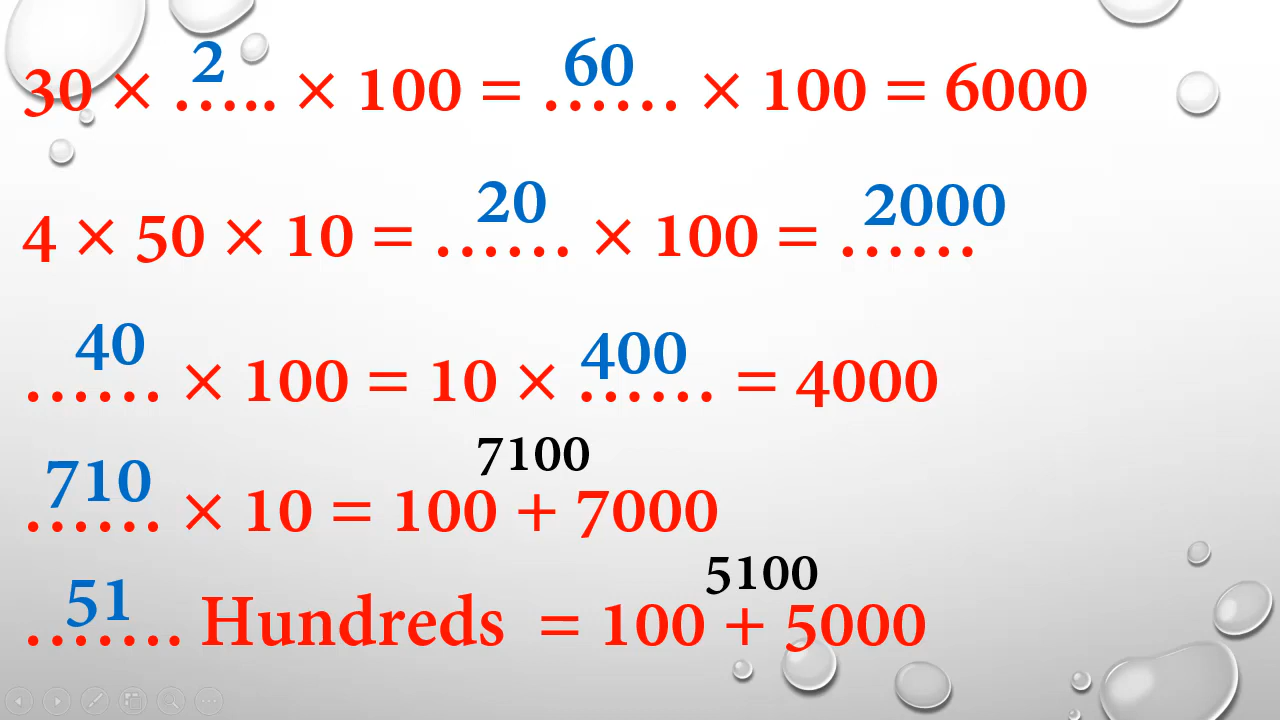 30 × ..2... × 100 = ...60... × 100 = 6000
4 × 50 × 10 = ...20... × 100 = ...2000...
...40... × 100 = 10 × ...400... = 4000
7100
...710... × 10 = 100 + 7000
5100
...51.... Hundreds = 100 + 5000